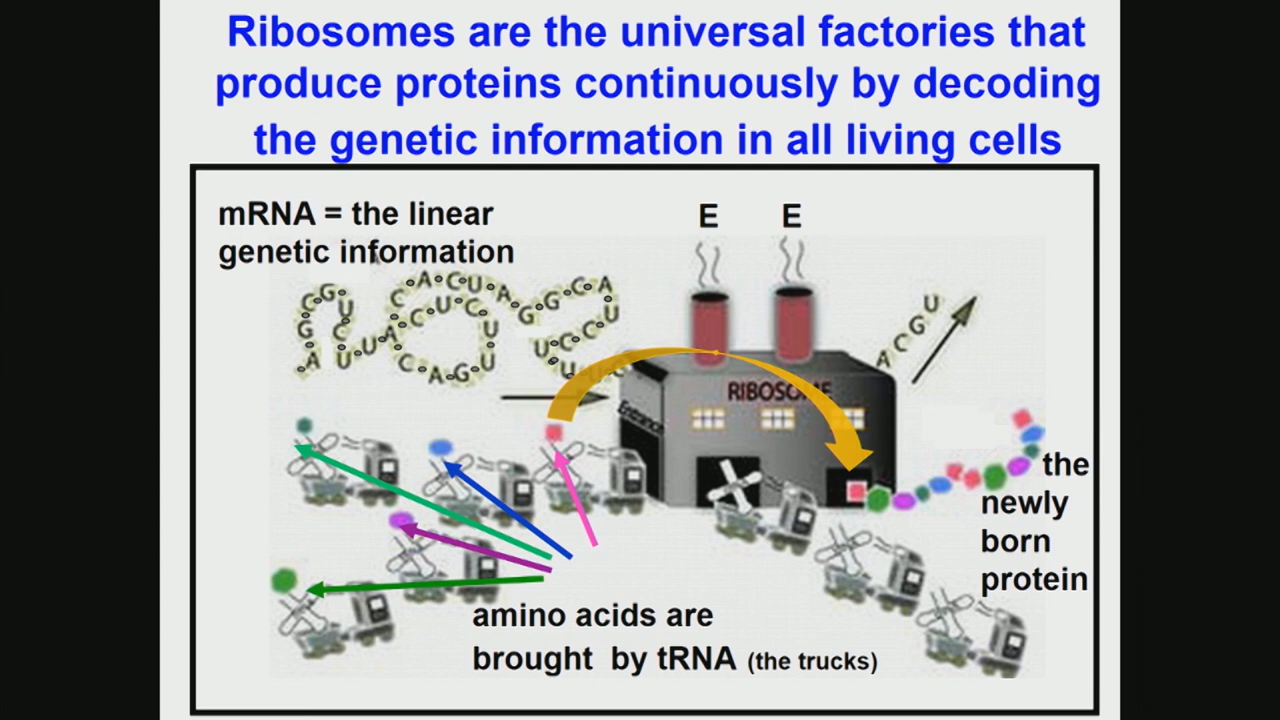 Ribosomes are the universal factories that
produce proteins continuously by decoding
the genetic information in all living cells
mRNA = the linear
genetic information
E E
RIBOSOME
Entrance
A C G U
the
newly
born
protein
amino acids are
brought by tRNA (the trucks)